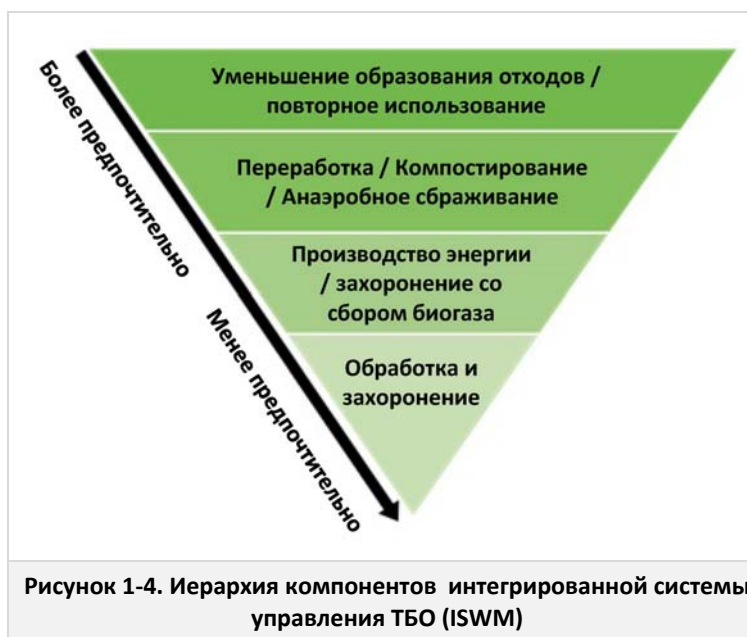 Более предпочтительно
Менее предпочтительно
Уменьшение образования отходов /
повторное использование
Переработка / Компостирование
/ Анаэробное сбраживание
Производство энергии
/ захоронение со
сбором биогаза
Обработка и
захоронение
Рисунок 1-4. Иерархия компонентов интегрированной системы
управления ТБО (ISWM)